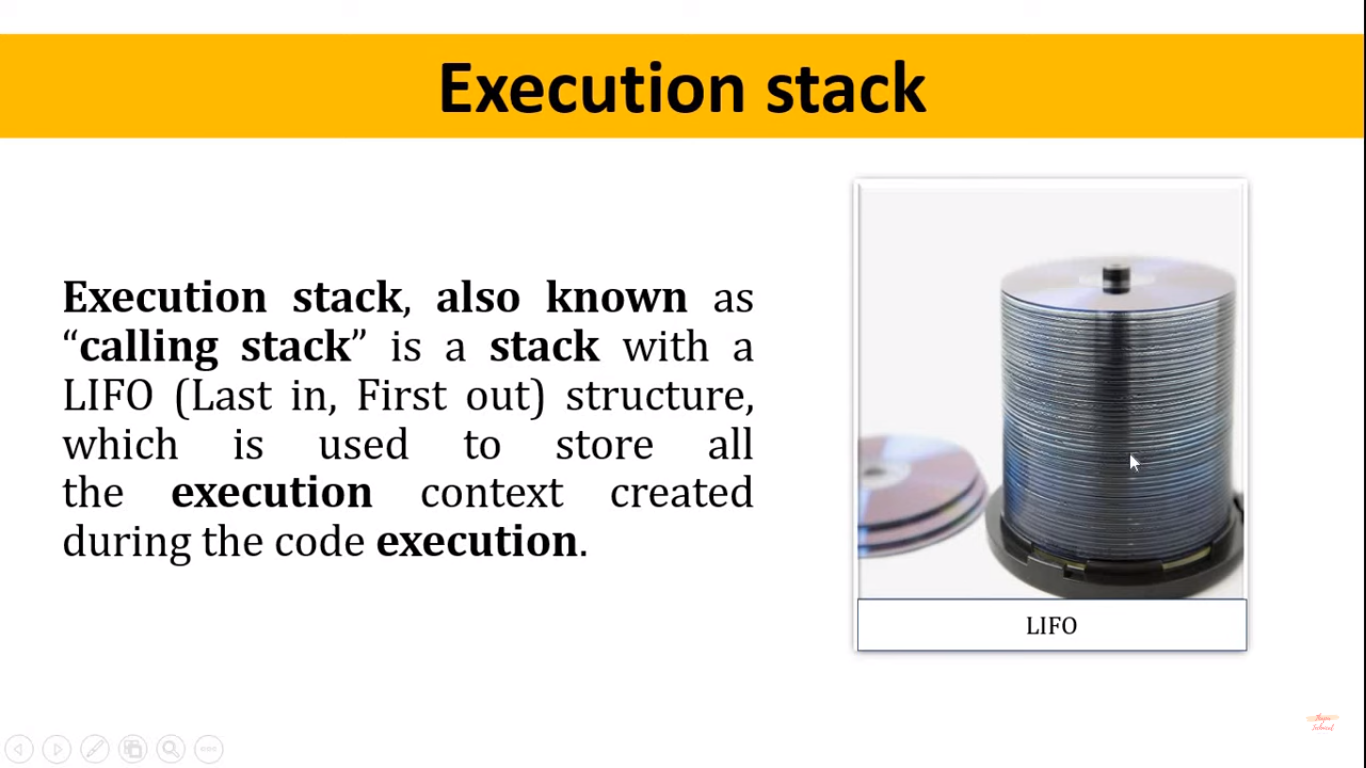 Execution stack
Execution stack, also known as
“calling stack” is a stack with a
LIFO (Last in, First out) structure,
which is used to store all
the execution context created
during the code execution.
LIFO